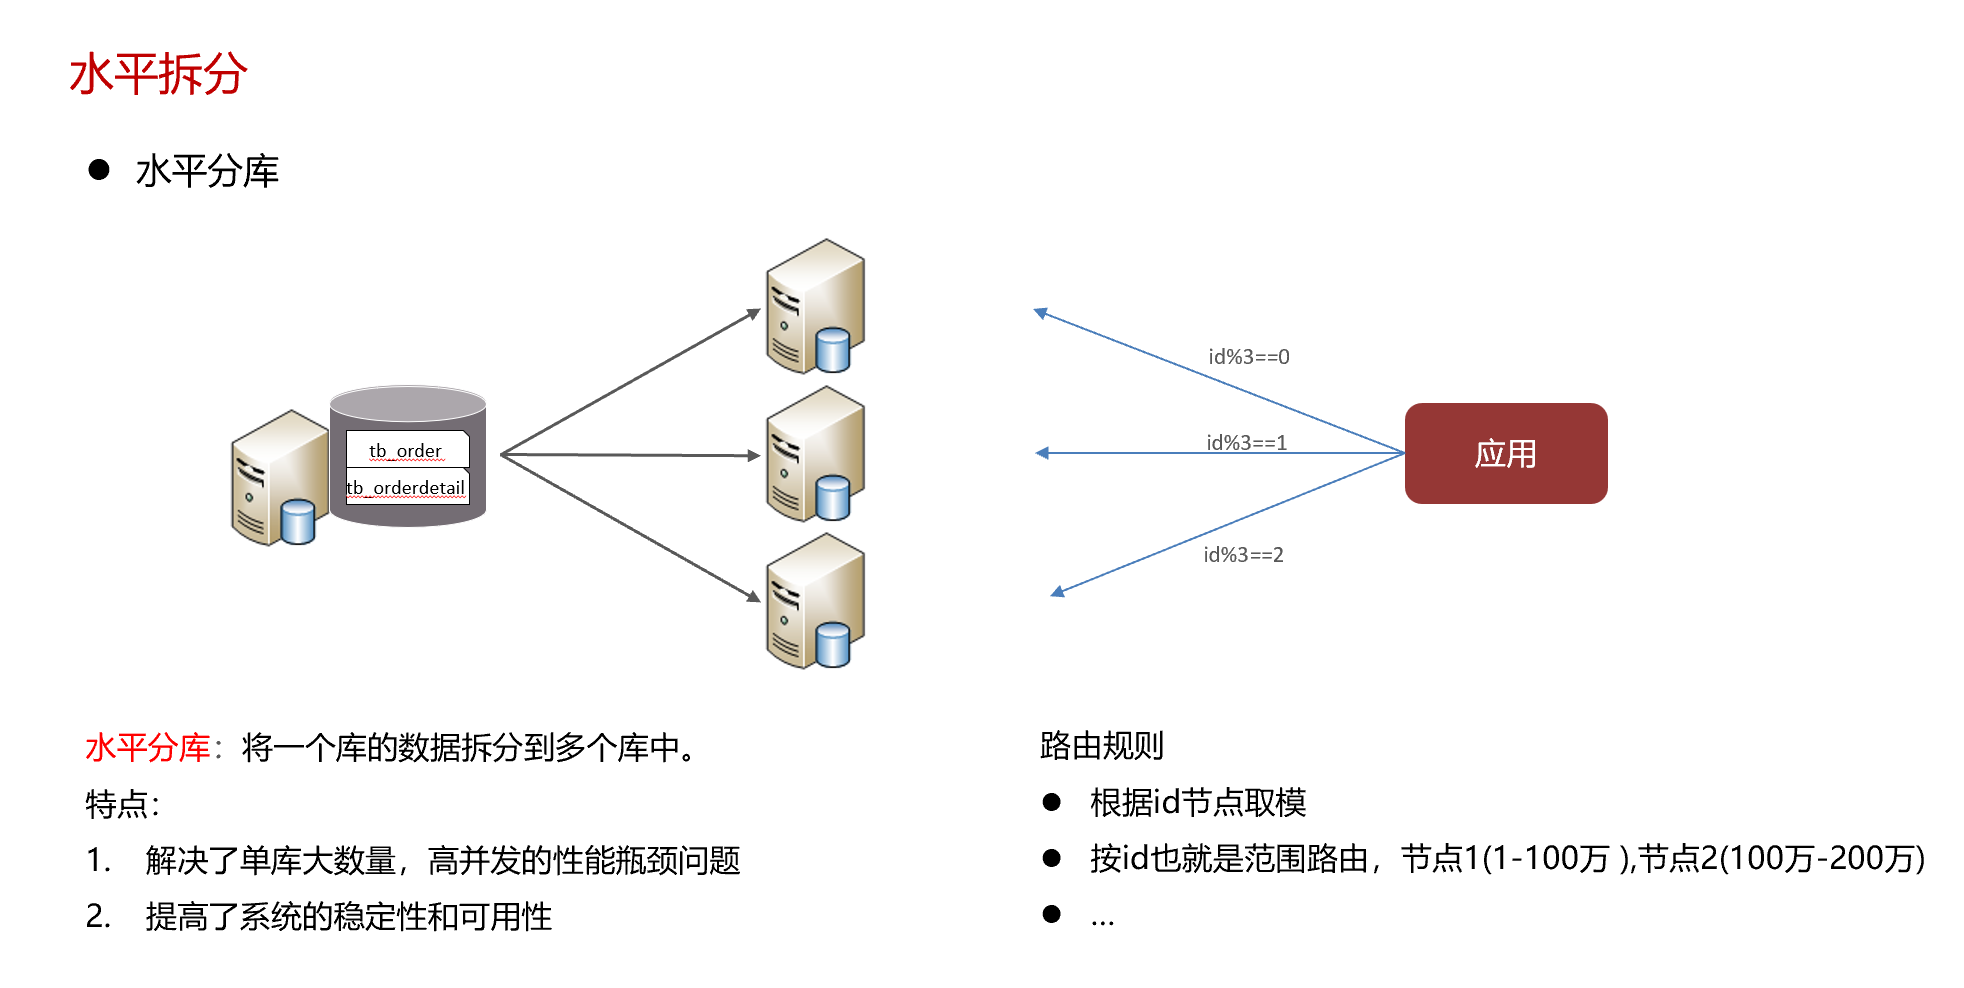 水平拆分
● 水平分库
tb_order
tb_orderdetail
id%3==0
id%3==1
id%3==2
应用
水平分库：将一个库的数据拆分到多个库中。
特点：
1. 解决了单库大数量，高并发的性能瓶颈问题
2. 提高了系统的稳定性和可用性
路由规则
● 根据id节点取模
● 按id也就是范围路由，节点1(1-100万 ),节点2(100万-200万)
● …